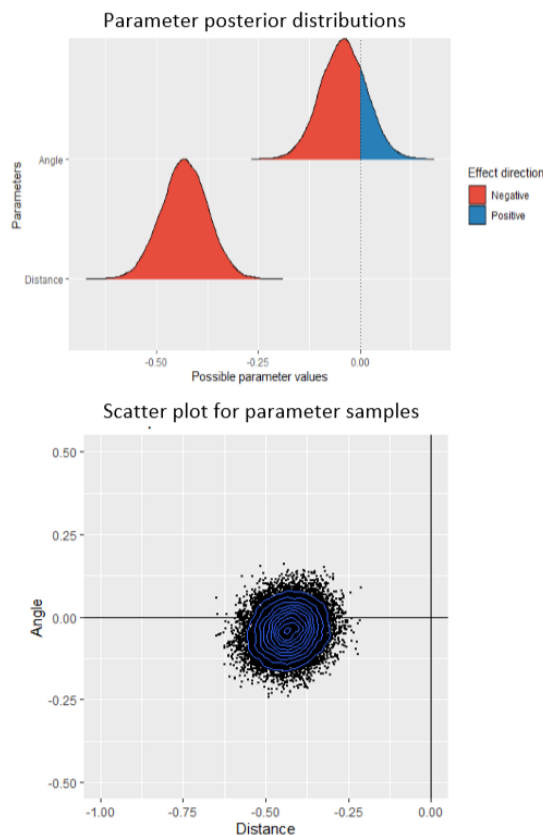 Parameter posterior distributions
Parameters
Angle
Distance
-0.50
-0.25
0.00
Possible parameter values
Effect direction
Negative
Positive
Scatter plot for parameter samples
Angle
0.50
0.25
0.00
-0.25
-0.50
-1.00
-0.75
-0.50
-0.25
0.00
Distance